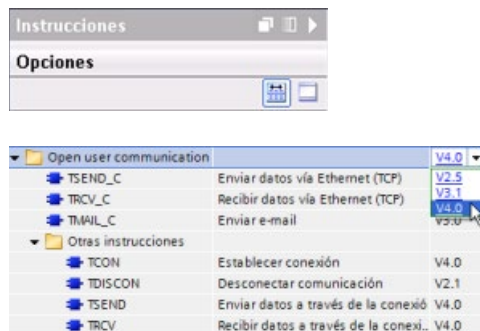 Instrucciones
Opciones
Open user communication V4.0
V2.5
V3.1
V4.0
TSEND_C Enviar datos vía Ethernet (TCP)
TRCV_C Recibir datos vía Ethernet (TCP)
TMAIL_C Enviar e-mail V3.0
Otras instrucciones
TCON Establecer conexión V4.0
TDISCON Desconectar comunicación V2.1
TSEND Enviar datos a través de la conexió V4.0
TRCV Recibir datos a través de la conexi.. V4.0